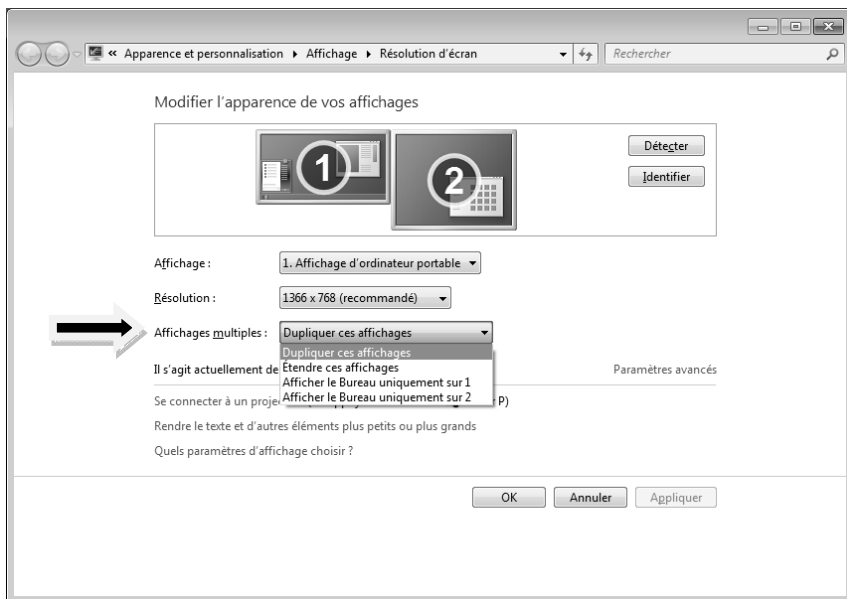 « Apparence et personnalisation ▸ Affichage ▸ Résolution d'écran
Rechercher
Modifier l'apparence de vos affichages
1
2
Détecter
Identifier
Affichage :
1. Affichage d'ordinateur portable
Résolution :
1366 x 768 (recommandé)
Affichages multiples :
Dupliquer ces affichages
Dupliquer ces affichages
Étendre ces affichages
Afficher le Bureau uniquement sur 1
Afficher le Bureau uniquement sur 2
Il s'agit actuellement de
Paramètres avancés
Se connecter à un P)
Rendre le texte et d'autres éléments plus petits ou plus grands
Quels paramètres d'affichage choisir ?
OK
Annuler
Appliquer